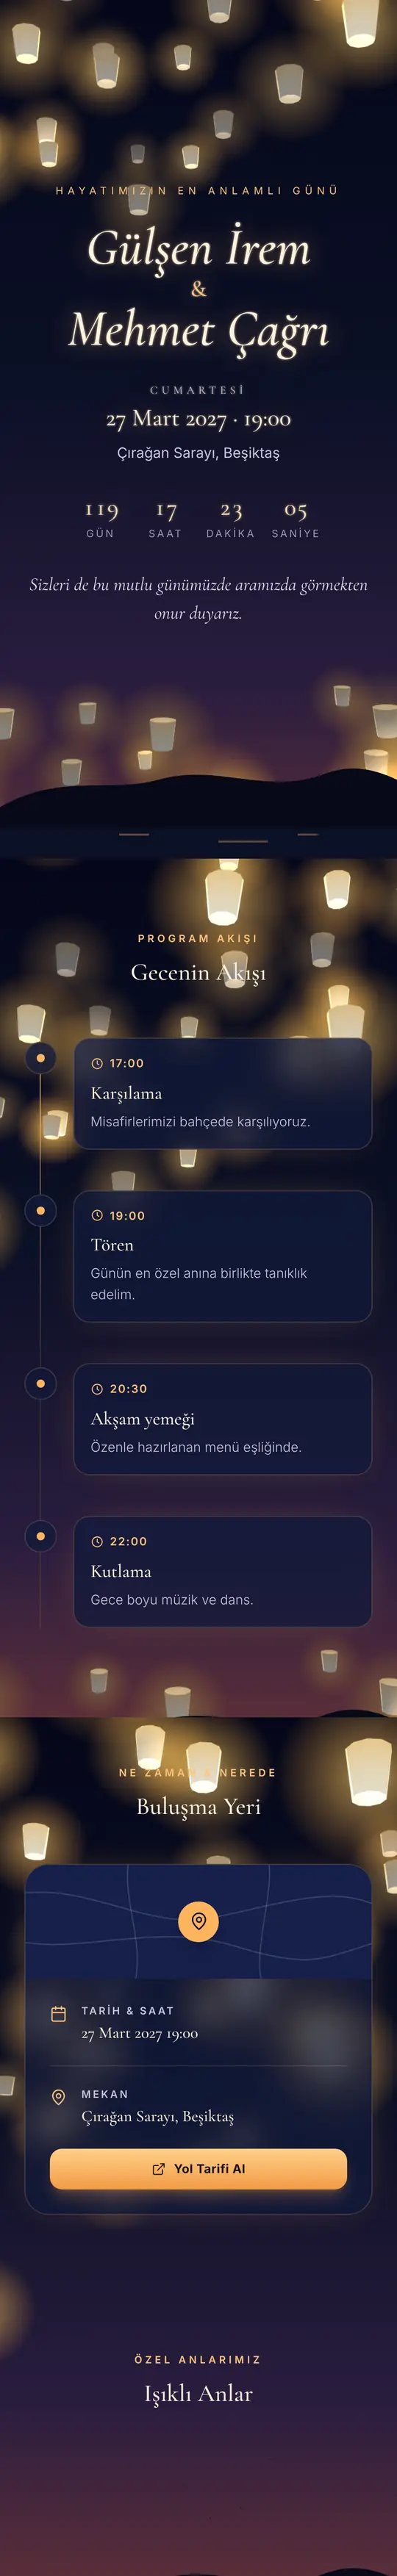 HAYATIMIZIN EN ANLAMLI GÜNÜ
Gülşen İrem
&
Mehmet Çağrı
CUMARTESİ
27 Mart 2027 · 19:00
Çırağan Sarayı, Beşiktaş
119 17 23 05
GÜN SAAT DAKİKA SANİYE
Sizleri de bu mutlu günümüzde aramızda görmekten
onur duyarız.
PROGRAM AKIŞI
Gecenin Akışı
17:00
Karşılama
Misafirlerimizi bahçede karşılıyoruz.
19:00
Tören
Günün en özel anına birlikte tanıklık
edelim.
20:30
Akşam yemeği
Özenle hazırlanan menü eşliğinde.
22:00
Kutlama
Gece boyu müzik ve dans.
NE ZAMAN & NEREDE
Buluşma Yeri
TARİH & SAAT
27 Mart 2027 19:00
MEKAN
Çırağan Sarayı, Beşiktaş
Yol Tarifi Al
ÖZEL ANLARIMIZ
Işıklı Anlar